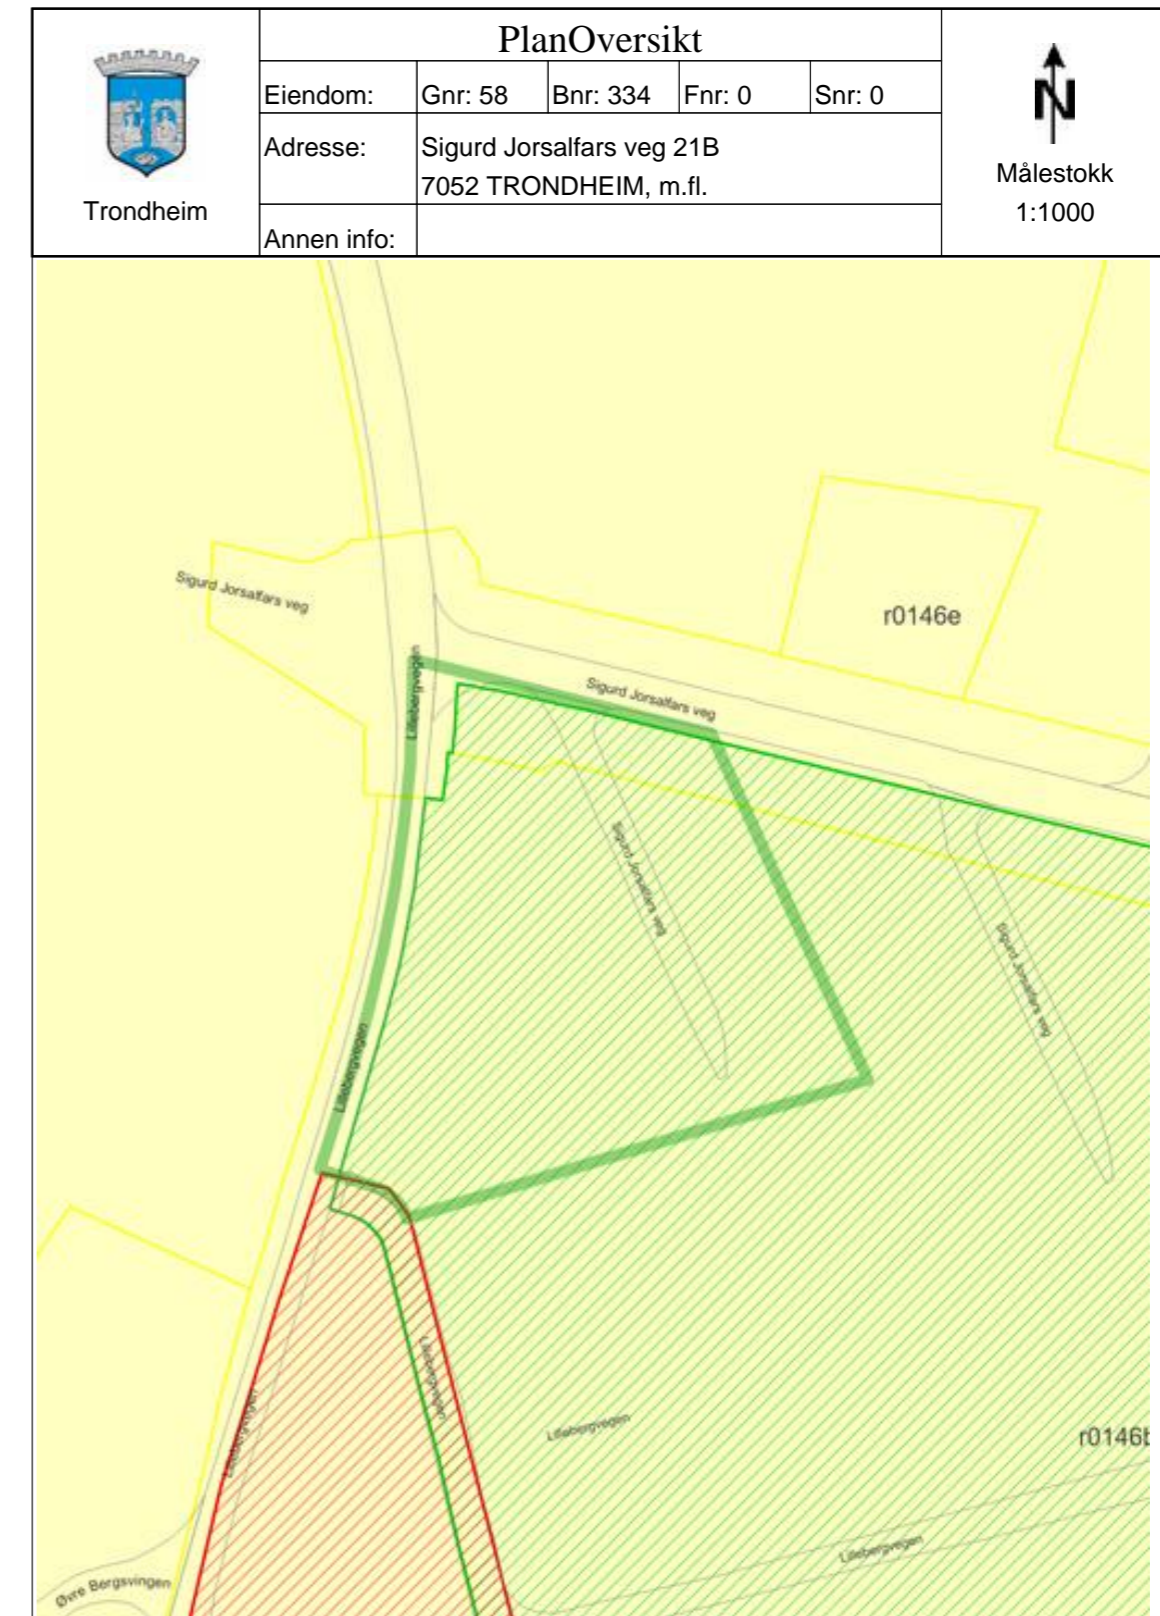 PlanOversikt
Eiendom: Gnr: 58 Bnr: 334 Fnr: 0 Snr: 0
Adresse: Sigurd Jorsalfars veg 21B
7052 TRONDHEIM, m.fl.
Annen info:
Trondheim
N
Målestokk
1:1000
Sigurd Jorsalfars veg
r0146e
Lillebergvegen
Sigurd Jorsalfars veg
Sigurd Jorsalfars veg
Sigurd Jorsalfars veg
Lillebergvegen
Lillebergvegen
Lillebergvegen
Lillebergvegen
r0146b
Lillebergvegen
Øvre Bergsvingen